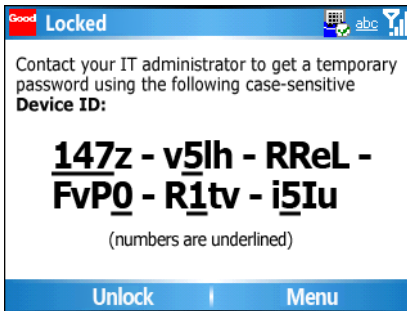 Good Locked abc
Contact your IT administrator to get a temporary
password using the following case-sensitive
Device ID:
147z - v5lh - RReL -
FvP0 - R1tv - i5Iu
(numbers are underlined)
Unlock Menu